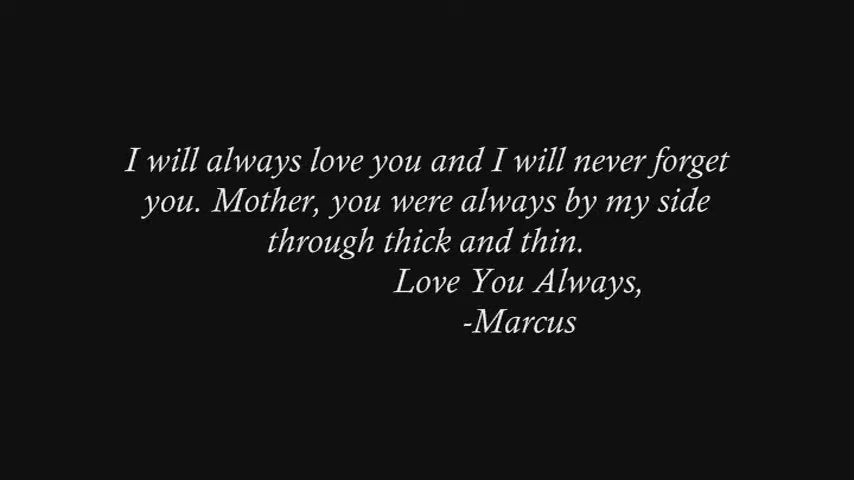 I will always love you and I will never forget
you. Mother, you were always by my side
through thick and thin.
Love You Always,
-Marcus